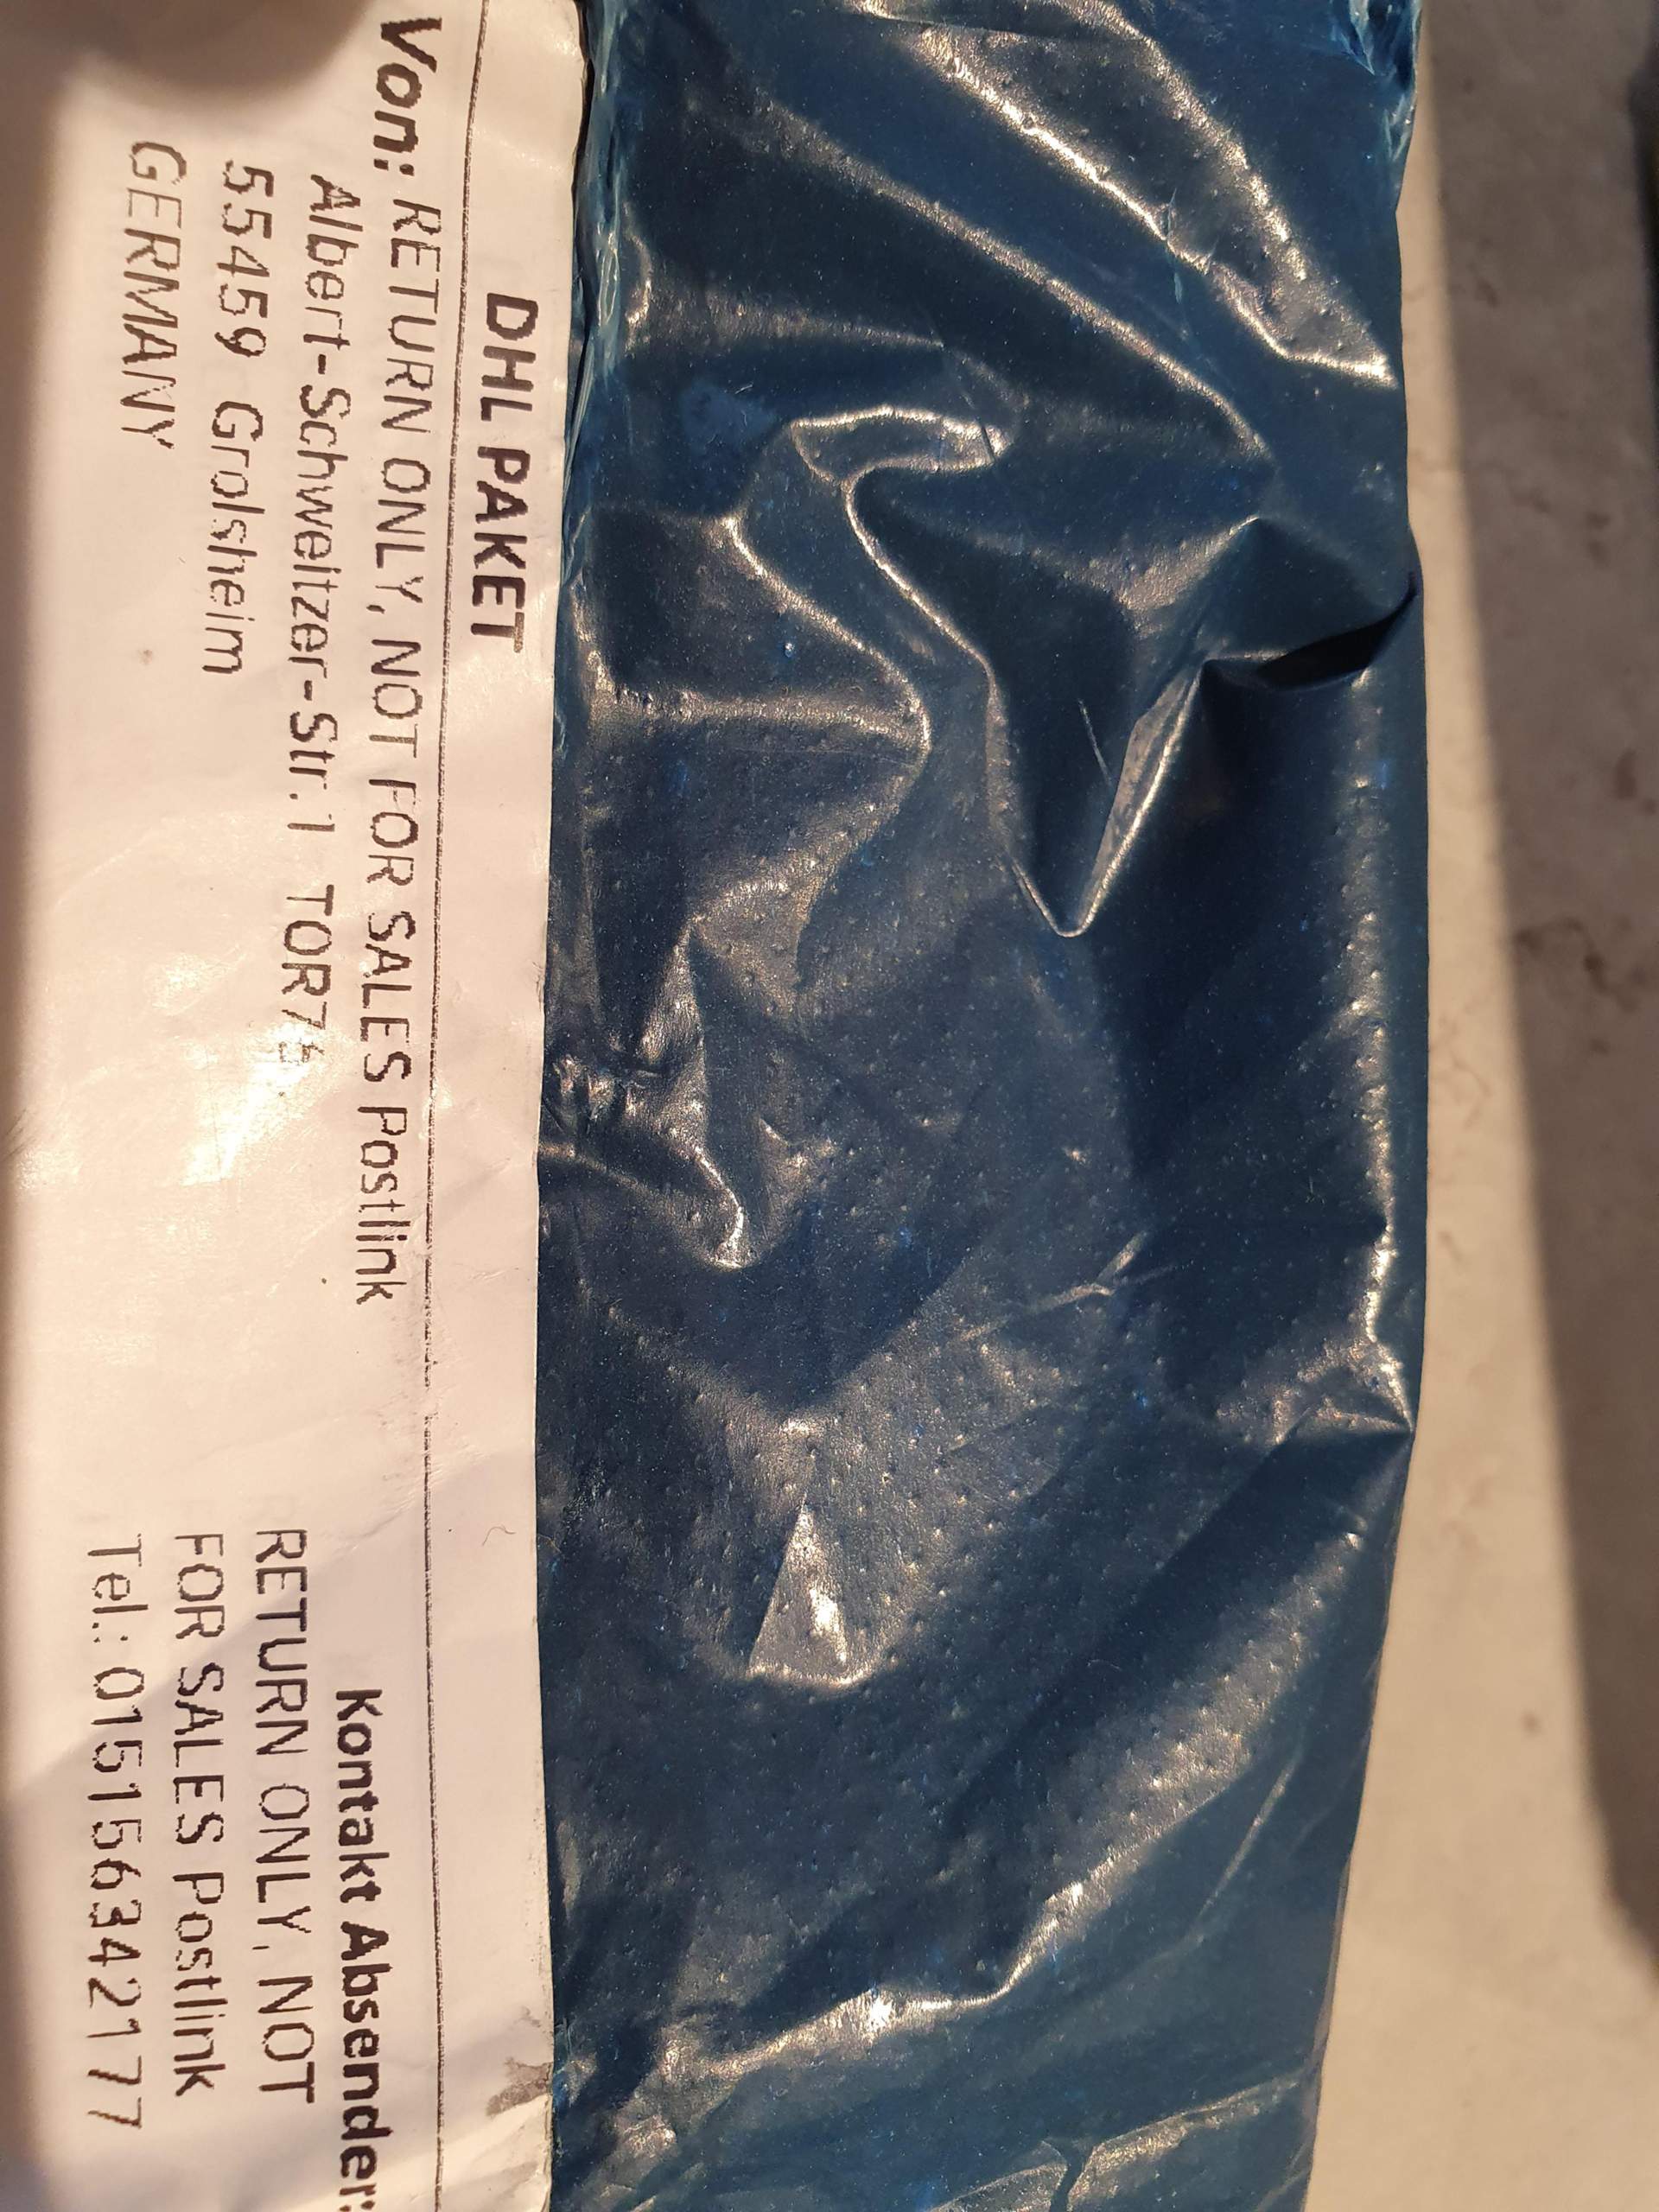 DHL PAKET
Von: RETURN ONLY, NOT FOR SALES Postlink
Albert-Schweitzer-Str. 1 TOR
55459 Grolsheim
GERMANY
Kontakt Absender:
RETURN ONLY, NOT
FOR SALES Postlink
Tel.: 015156342177